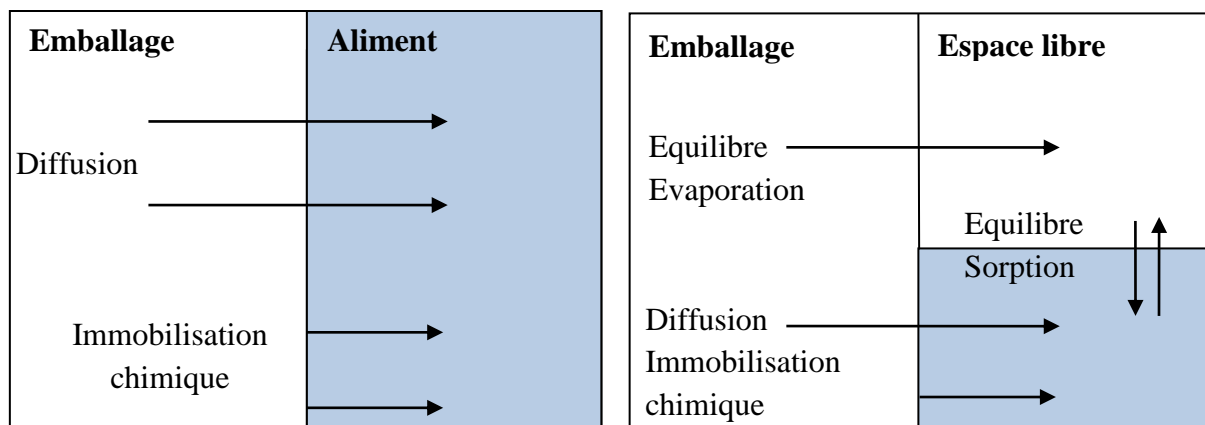 Emballage
Aliment
Diffusion
Immobilisation
chimique
Emballage
Espace libre
Equilibre
Evaporation
Equilibre
Sorption
Diffusion
Immobilisation
chimique